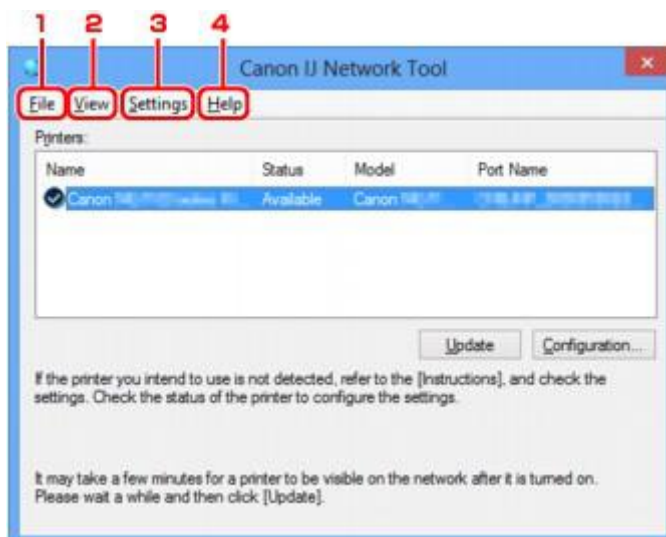 1 2 3 4
Canon IJ Network Tool
File View Settings Help
Printers:
Name Status Model Port Name
Canon Available Canon
Update Configuration...
If the printer you intend to use is not detected, refer to the [Instructions], and check the
settings. Check the status of the printer to configure the settings.
It may take a few minutes for a printer to be visible on the network after it is turned on.
Please wait a while and then click [Update].